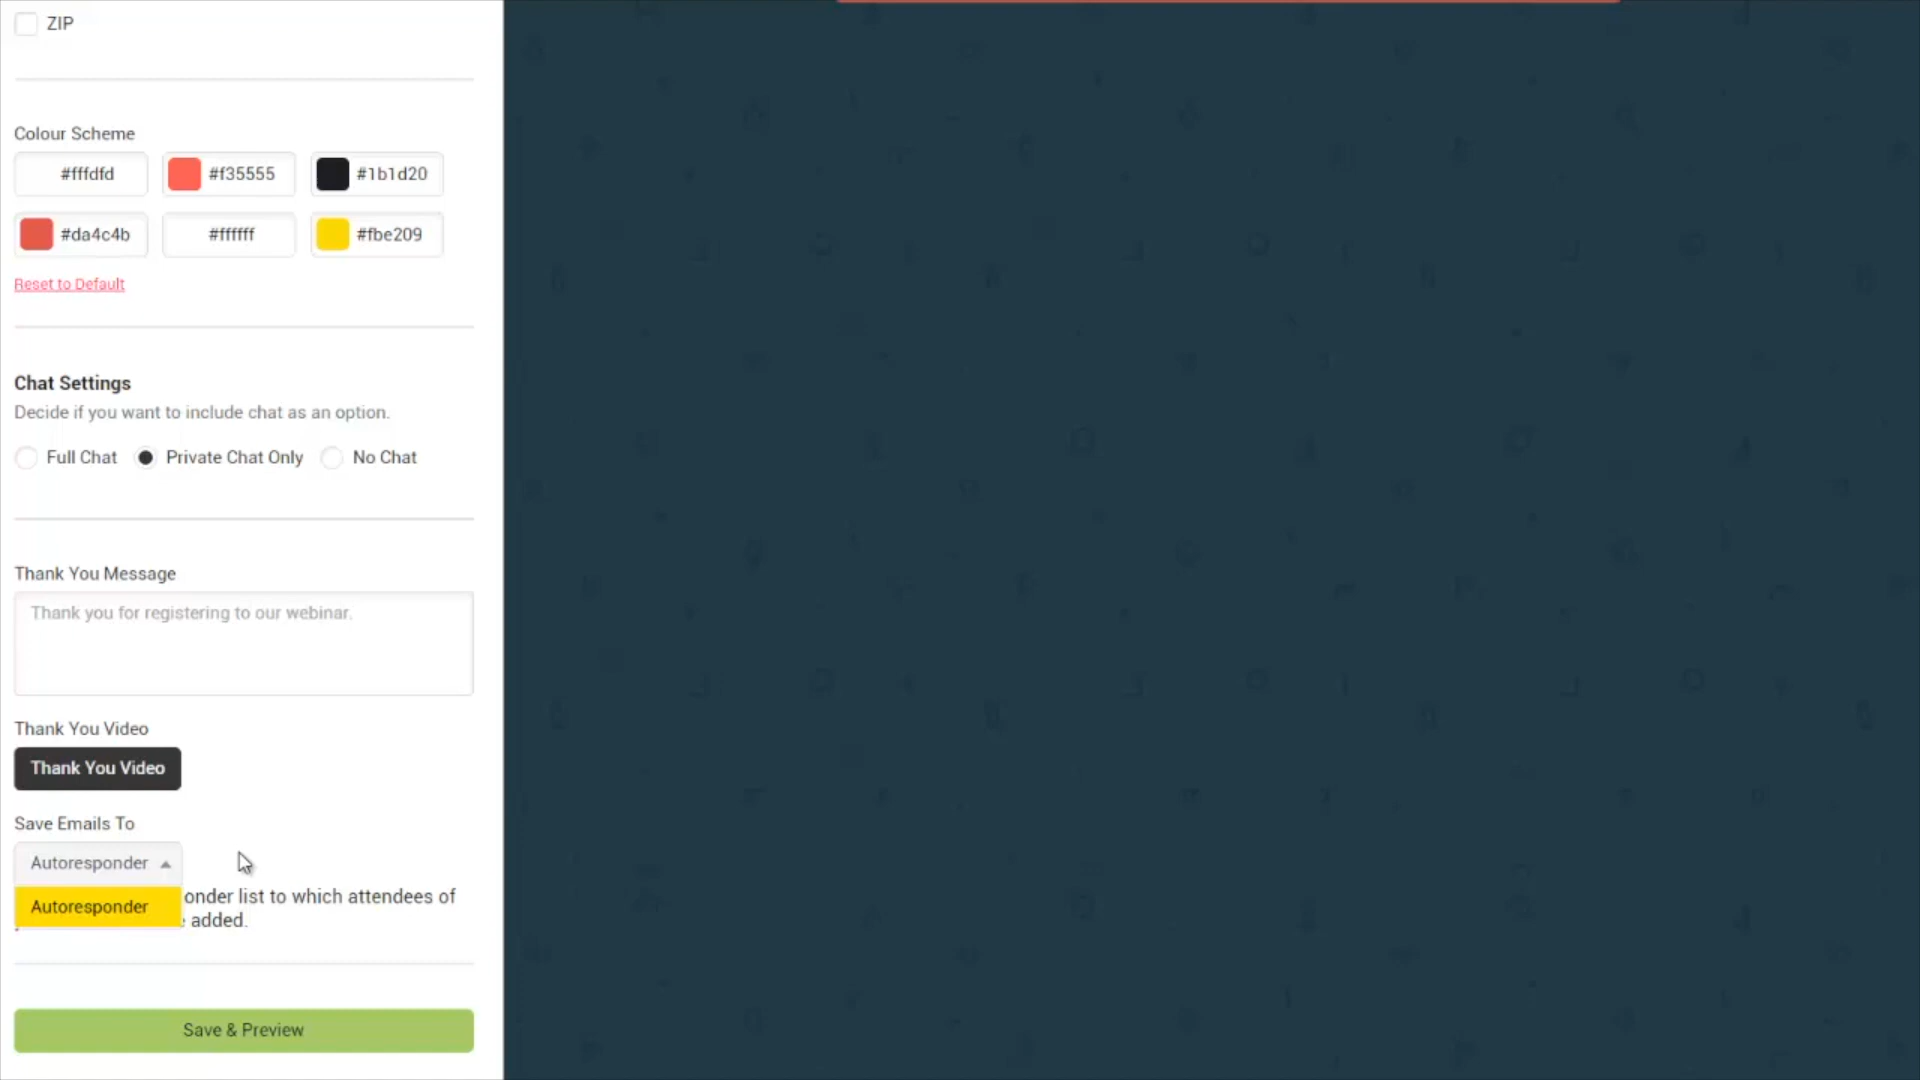 ZIP
Colour Scheme
#fffdfd #f35555 #1b1d20
#da4c4b #ffffff #fbe209
Reset to Default
Chat Settings
Decide if you want to include chat as an option.
Full Chat Private Chat Only No Chat
Thank You Message
Thank you for registering to our webinar.
Thank You Video
Thank You Video
Save Emails To
Autoresponder
Autoresponder
onder list to which attendees of
added.
Save & Preview